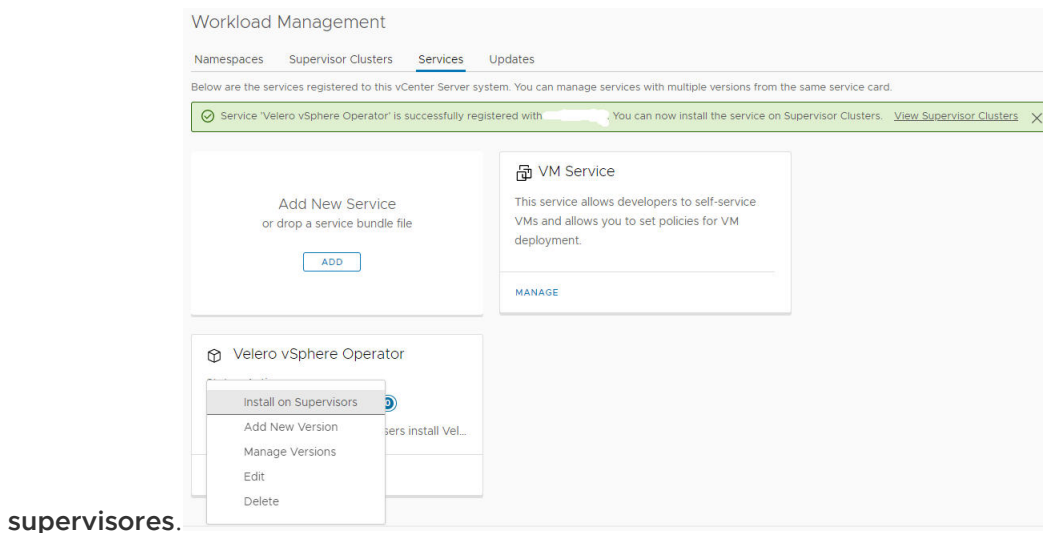 Workload Management
Namespaces Supervisor Clusters Services Updates
Below are the services registered to this vCenter Server system. You can manage services with multiple versions from the same service card.
Service 'Velero vSphere Operator' is successfully registered with You can now install the service on Supervisor Clusters. View Supervisor Clusters
Add New Service
or drop a service bundle file
ADD
VM Service
This service allows developers to self-service
VMs and allows you to set policies for VM
deployment.
MANAGE
Velero vSphere Operator
Install on Supervisors
Add New Version
sers install Vel...
Manage Versions
Edit
Delete
supervisores.